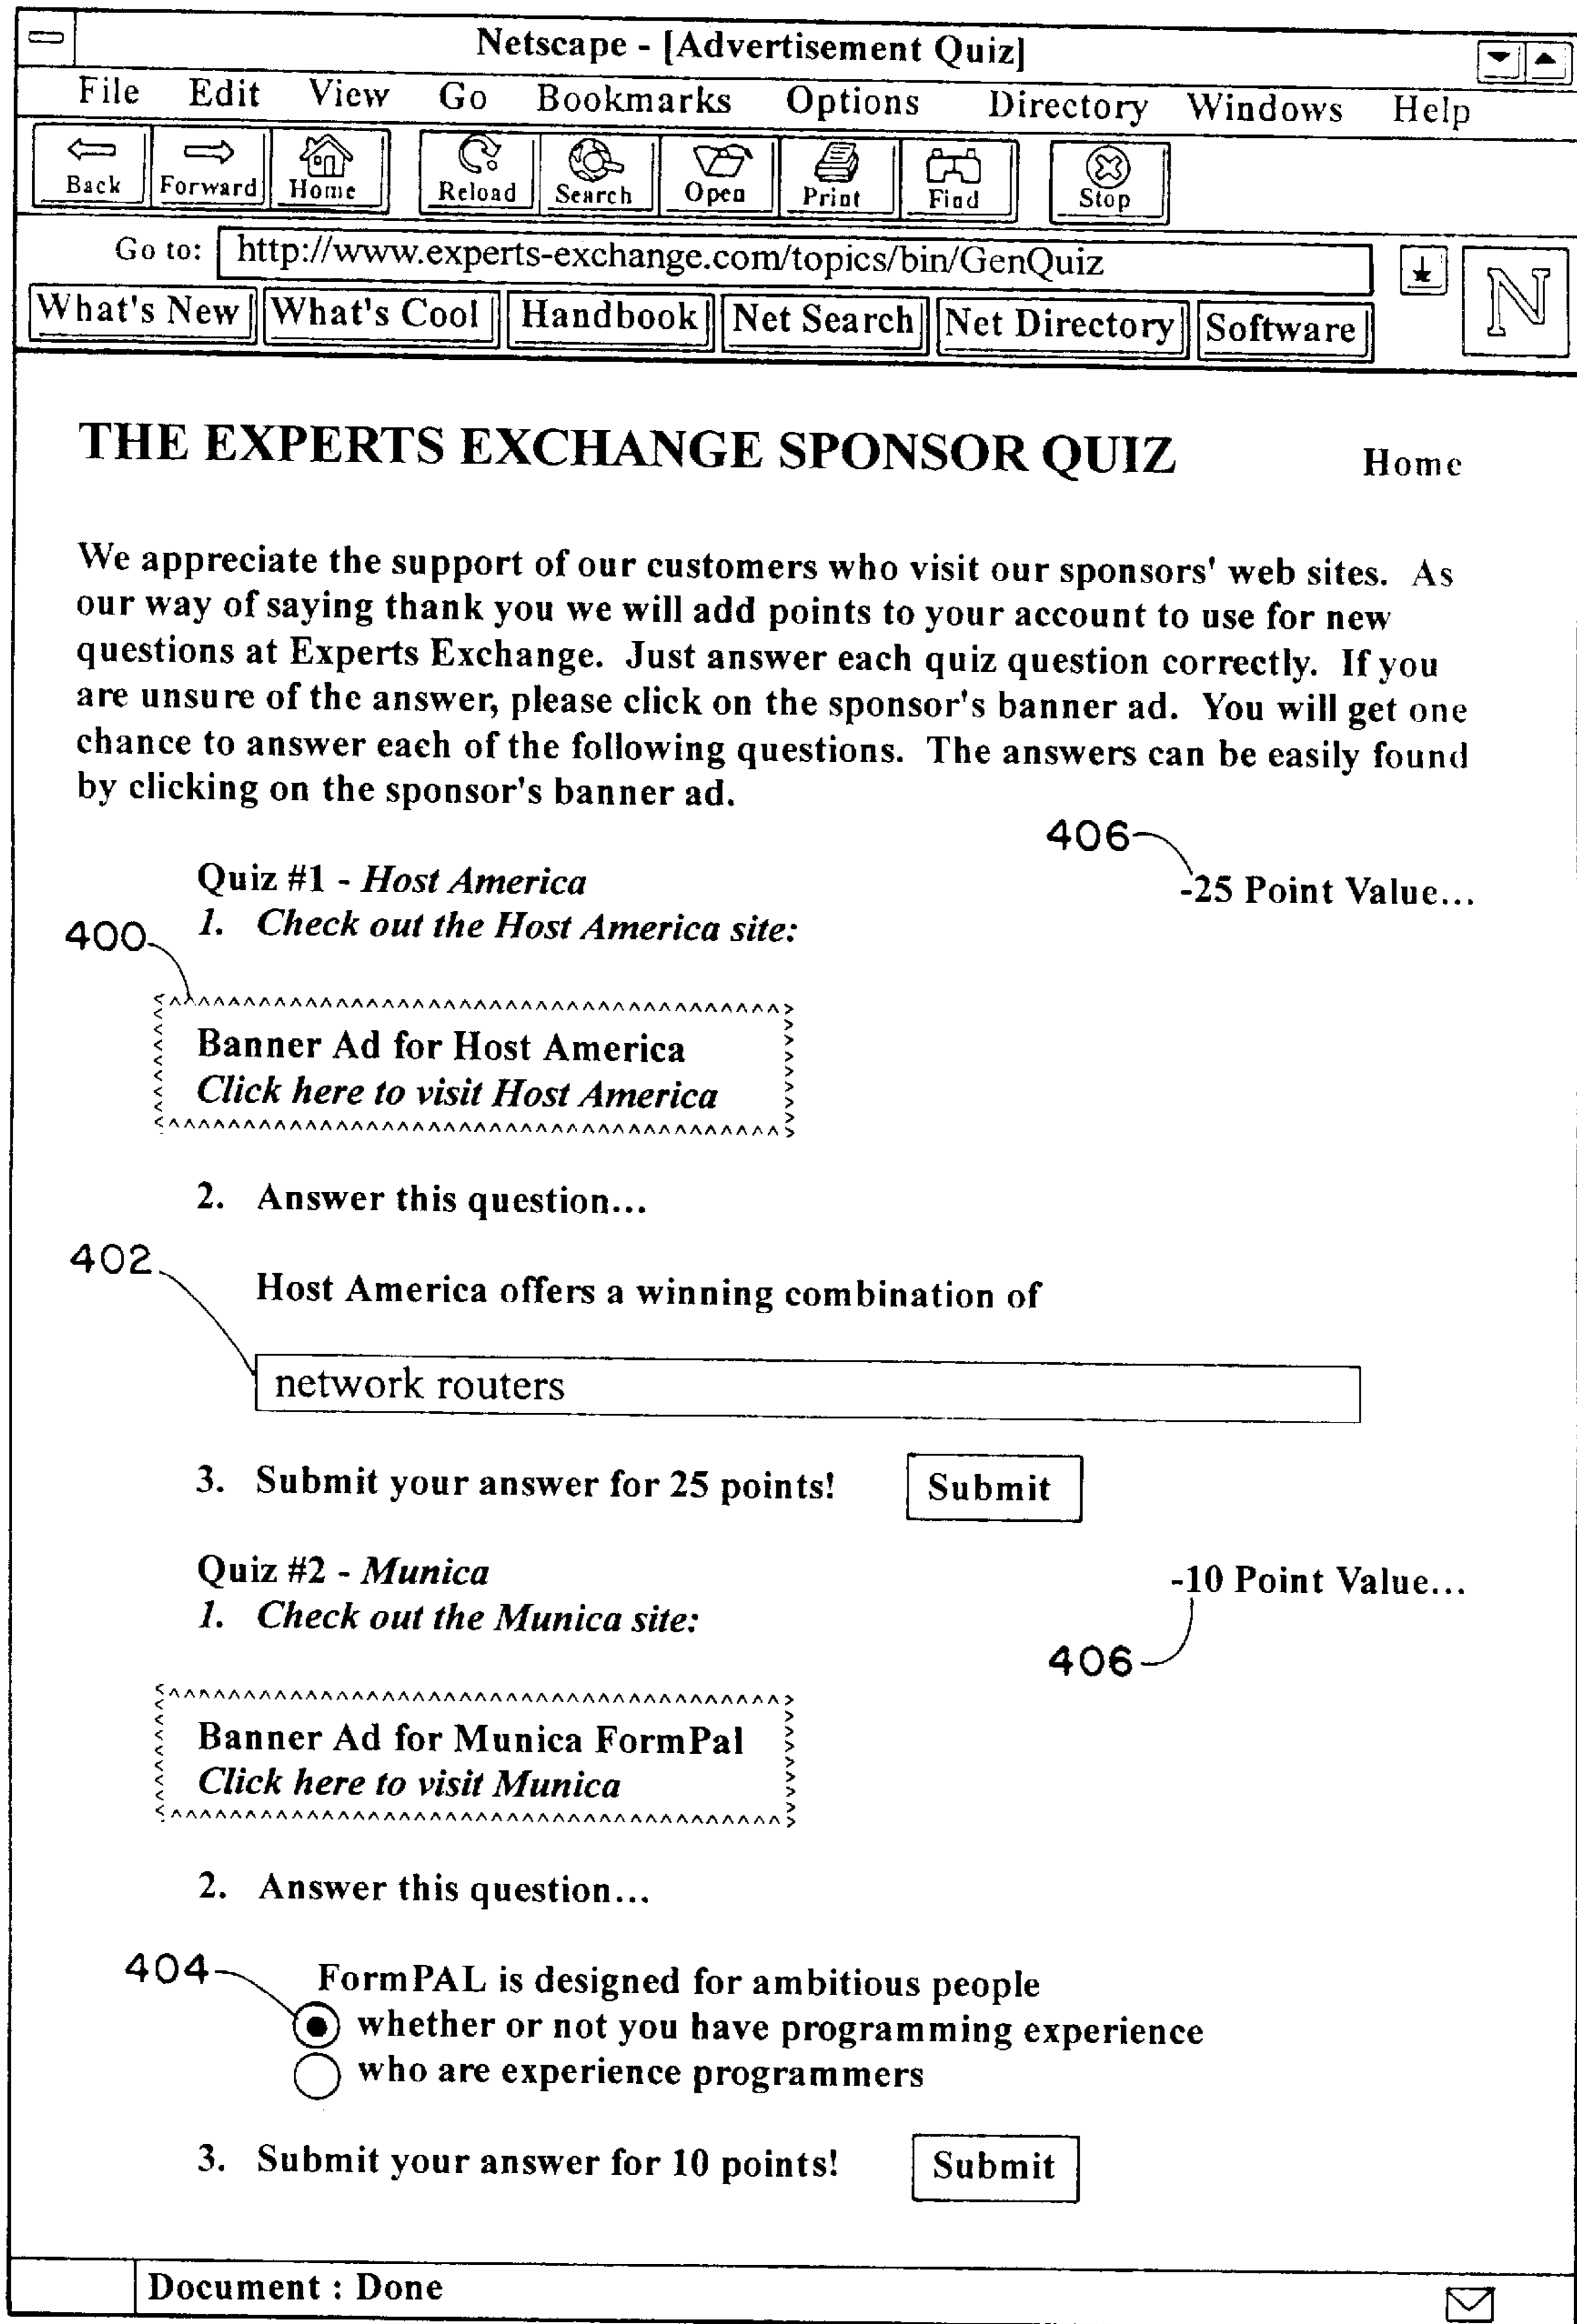 Netscape - [Advertisement Quiz]
File Edit View Go Bookmarks Options Directory Windows Help
Back Forward Home Reload Search Open Print Find Stop
Go to: http://www.experts-exchange.com/topics/bin/GenQuiz
N
What's New What's Cool Handbook Net Search Net Directory Software
THE EXPERTS EXCHANGE SPONSOR QUIZ Home
We appreciate the support of our customers who visit our sponsors' web sites. As
our way of saying thank you we will add points to your account to use for new
questions at Experts Exchange. Just answer each quiz question correctly. If you
are unsure of the answer, please click on the sponsor's banner ad. You will get one
chance to answer each of the following questions. The answers can be easily found
by clicking on the sponsor's banner ad.
406
Quiz #1 - Host America -25 Point Value...
400 1. Check out the Host America site:
<^^^^^^^^^^^^^^^^^^^^^^^^^^^^^^^^^^^^^^^^>
Banner Ad for Host America
Click here to visit Host America
<^^^^^^^^^^^^^^^^^^^^^^^^^^^^^^^^^^^^^^^^>
2. Answer this question...
402
Host America offers a winning combination of
network routers
3. Submit your answer for 25 points! Submit
Quiz #2 - Munica -10 Point Value...
1. Check out the Munica site:
406
<^^^^^^^^^^^^^^^^^^^^^^^^^^^^^^^^^^^^^^^^>
Banner Ad for Munica FormPal
Click here to visit Munica
<^^^^^^^^^^^^^^^^^^^^^^^^^^^^^^^^^^^^^^^^>
2. Answer this question...
404 FormPAL is designed for ambitious people
whether or not you have programming experience
who are experience programmers
3. Submit your answer for 10 points! Submit
Document : Done